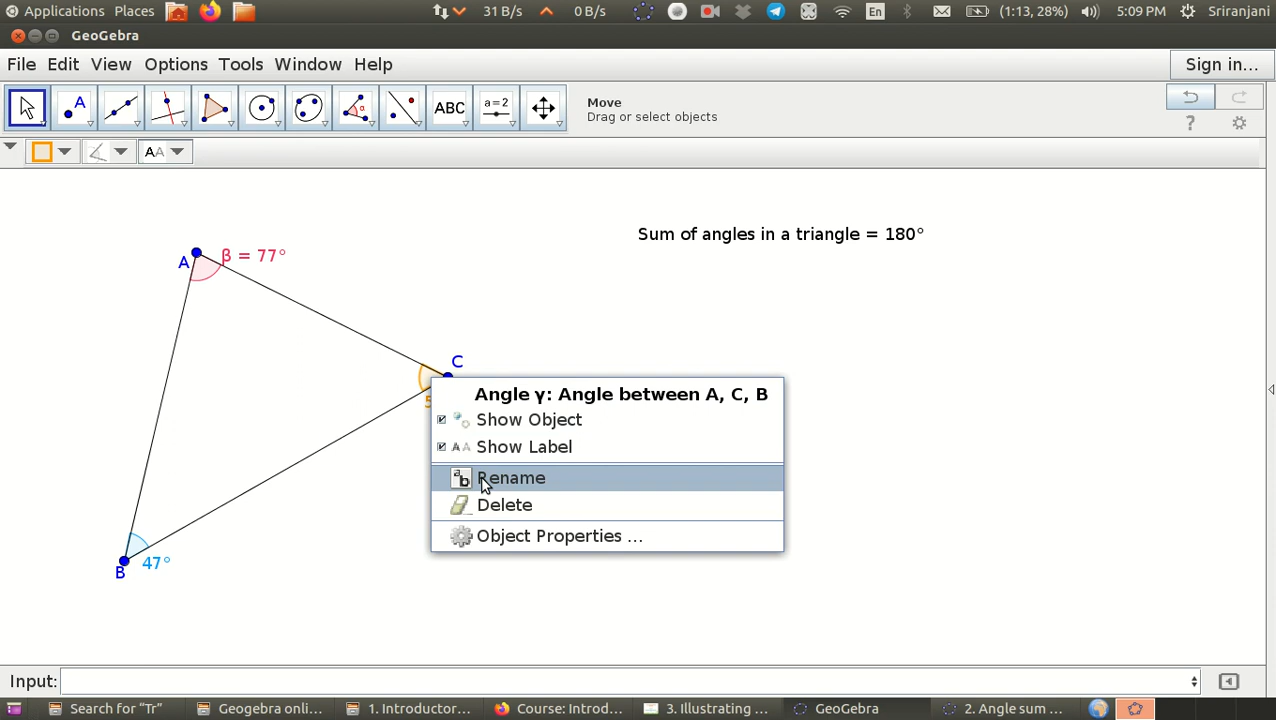 Applications Places 31 B/s 0 B/s En (1:13, 28%) 5:09 PM Sriranjani
GeoGebra
File Edit View Options Tools Window Help Sign in...
A α ABC a=2 Move
Drag or select objects
AA
Sum of angles in a triangle = 180°
A β = 77°
C
Angle γ: Angle between A, C, B
Show Object
AA Show Label
ab Rename
Delete
Object Properties ...
47°
B
Input:
Search for “Tr” Geogebra onli... 1. Introductor... Course: Introd... 3. Illustrating ... GeoGebra 2. Angle sum ...